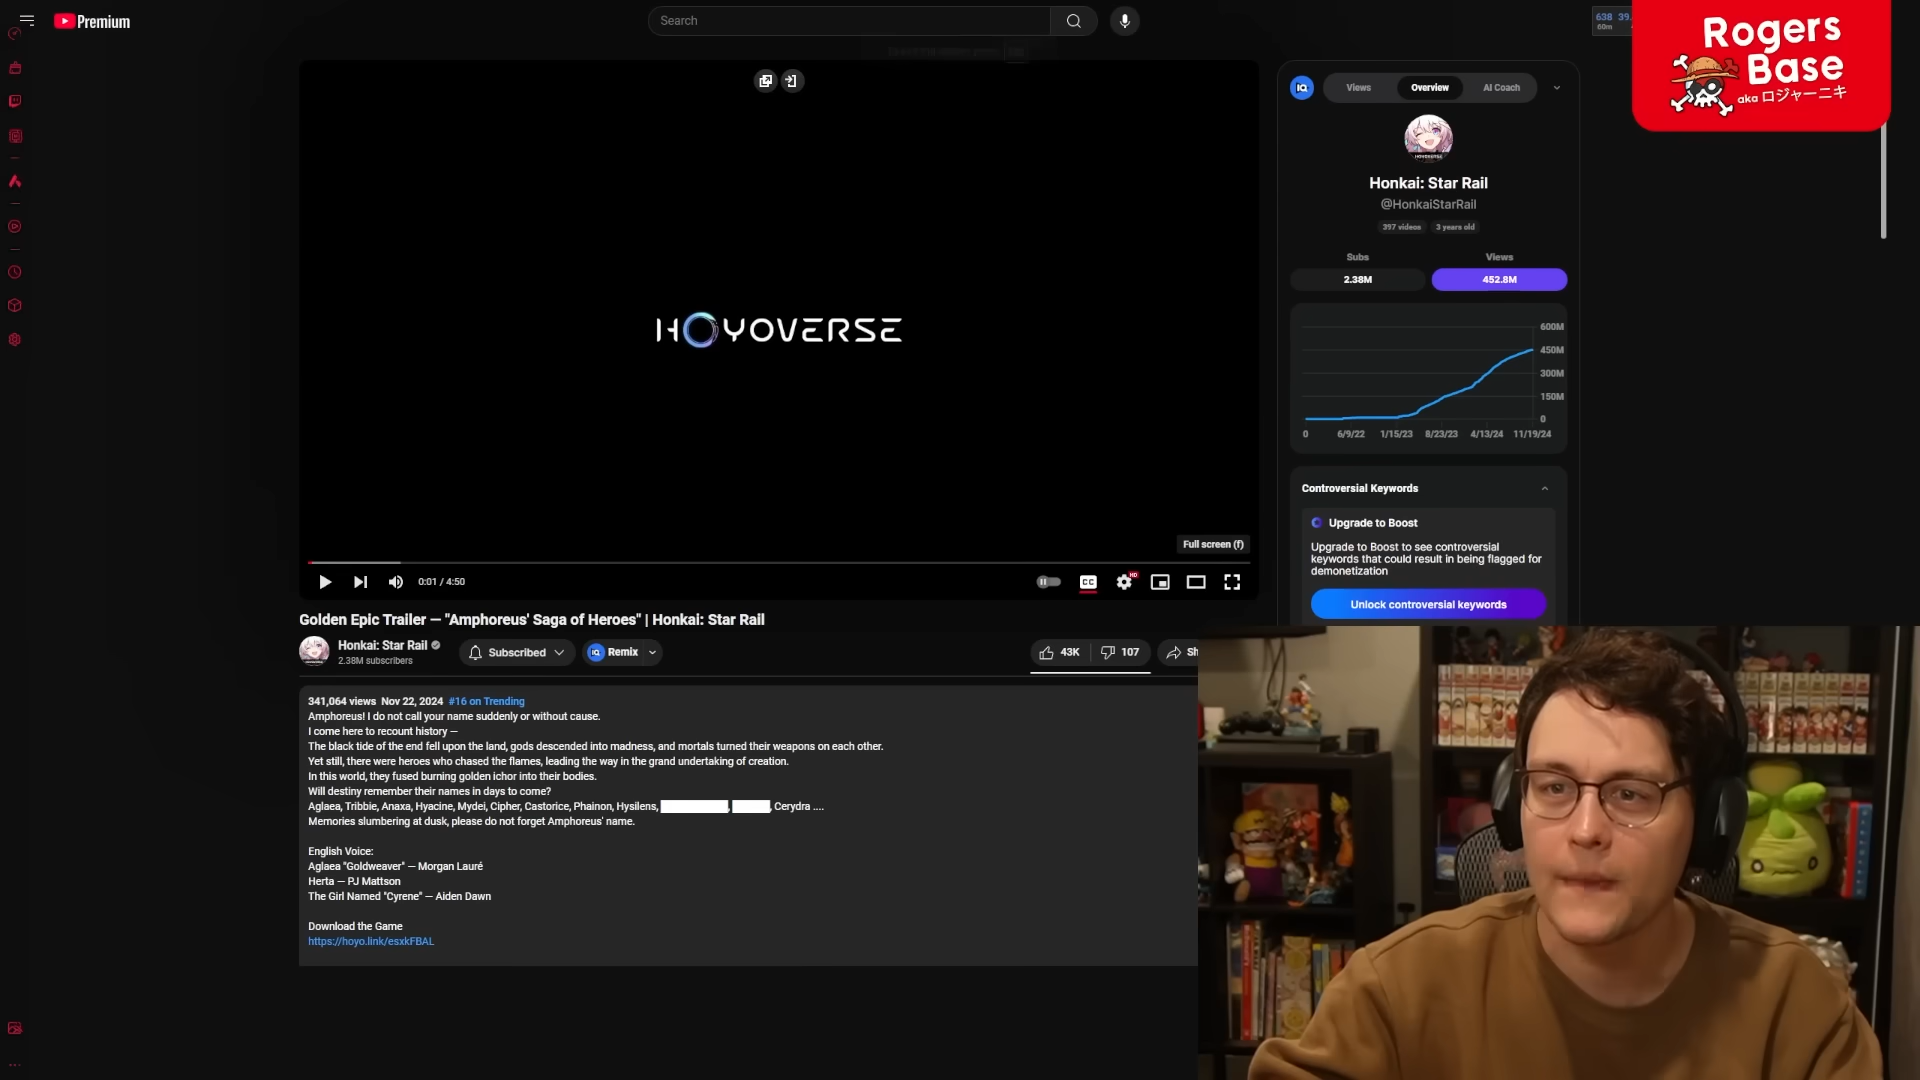 Premium
Search
638 39.
60m
Rogers
Base
aka ロジャーニキ
IQ
Views
Overview
AI Coach
Honkai: Star Rail
@HonkaiStarRail
397 videos
3 years old
Subs
Views
2.38M
452.8M
600M
450M
300M
150M
0
0
6/9/22
1/15/23
8/23/23
4/13/24
11/19/24
Controversial Keywords
Upgrade to Boost
Upgrade to Boost to see controversial
keywords that could result in being flagged for
demonetization
Unlock controversial keywords
HOYOVERSE
Full screen (f)
0:01 / 4:50
CC
HD
Golden Epic Trailer — "Amphoreus' Saga of Heroes" | Honkai: Star Rail
Honkai: Star Rail
2.38M subscribers
Subscribed
IQ
Remix
43K
107
Sh
341,064 views Nov 22, 2024 #16 on Trending
Amphoreus! I do not call your name suddenly or without cause.
I come here to recount history —
The black tide of the end fell upon the land, gods descended into madness, and mortals turned their weapons on each other.
Yet still, there were heroes who chased the flames, leading the way in the grand undertaking of creation.
In this world, they fused burning golden ichor into their bodies.
Will destiny remember their names in days to come?
Aglaea, Tribbie, Anaxa, Hyacine, Mydei, Cipher, Castorice, Phainon, Hysilens, ██████, ████, Cerydra ....
Memories slumbering at dusk, please do not forget Amphoreus' name.
English Voice:
Aglaea "Goldweaver" — Morgan Lauré
Herta — PJ Mattson
The Girl Named "Cyrene" — Aiden Dawn
Download the Game
https://hoyo.link/esxkFBAL